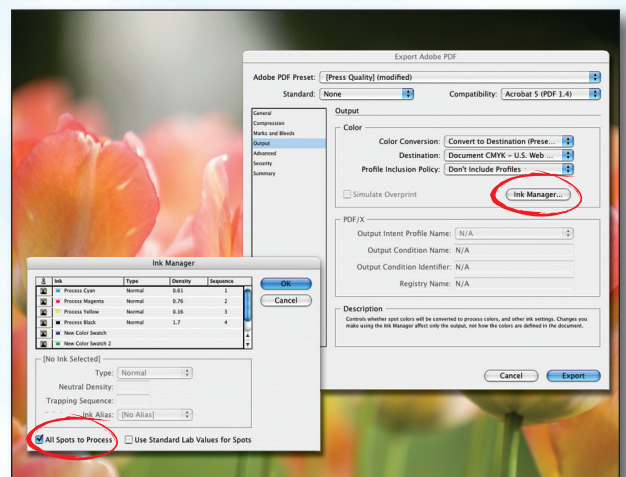 Export Adobe PDF
Adobe PDF Preset: [Press Quality] (modified)
Standard: None Compatibility: Acrobat 5 (PDF 1.4)
General
Compression
Marks and Bleeds
Output
Advanced
Security
Summary
Output
Color
Color Conversion: Convert to Destination (Prese...
Destination: Document CMYK - U.S. Web ...
Profile Inclusion Policy: Don't Include Profiles
Simulate Overprint Ink Manager...
PDF/X
Output Intent Profile Name: N/A
Output Condition Name: N/A
Output Condition Identifier: N/A
Registry Name: N/A
Description
Controls whether spot colors will be converted to process colors, and other ink settings. Changes you
make using the Ink Manager affect only the output, not how the colors are defined in the document.
Cancel Export
Ink Manager
Ink Type Density Sequence
Process Cyan Normal 0.61 1
Process Magenta Normal 0.76 2
Process Yellow Normal 0.16 3
Process Black Normal 1.7 4
New Color Swatch
New Color Swatch 2
OK
Cancel
[No Ink Selected]
Type: Normal
Neutral Density:
Trapping Sequence:
Ink Alias: [No Alias]
All Spots to Process Use Standard Lab Values for Spots